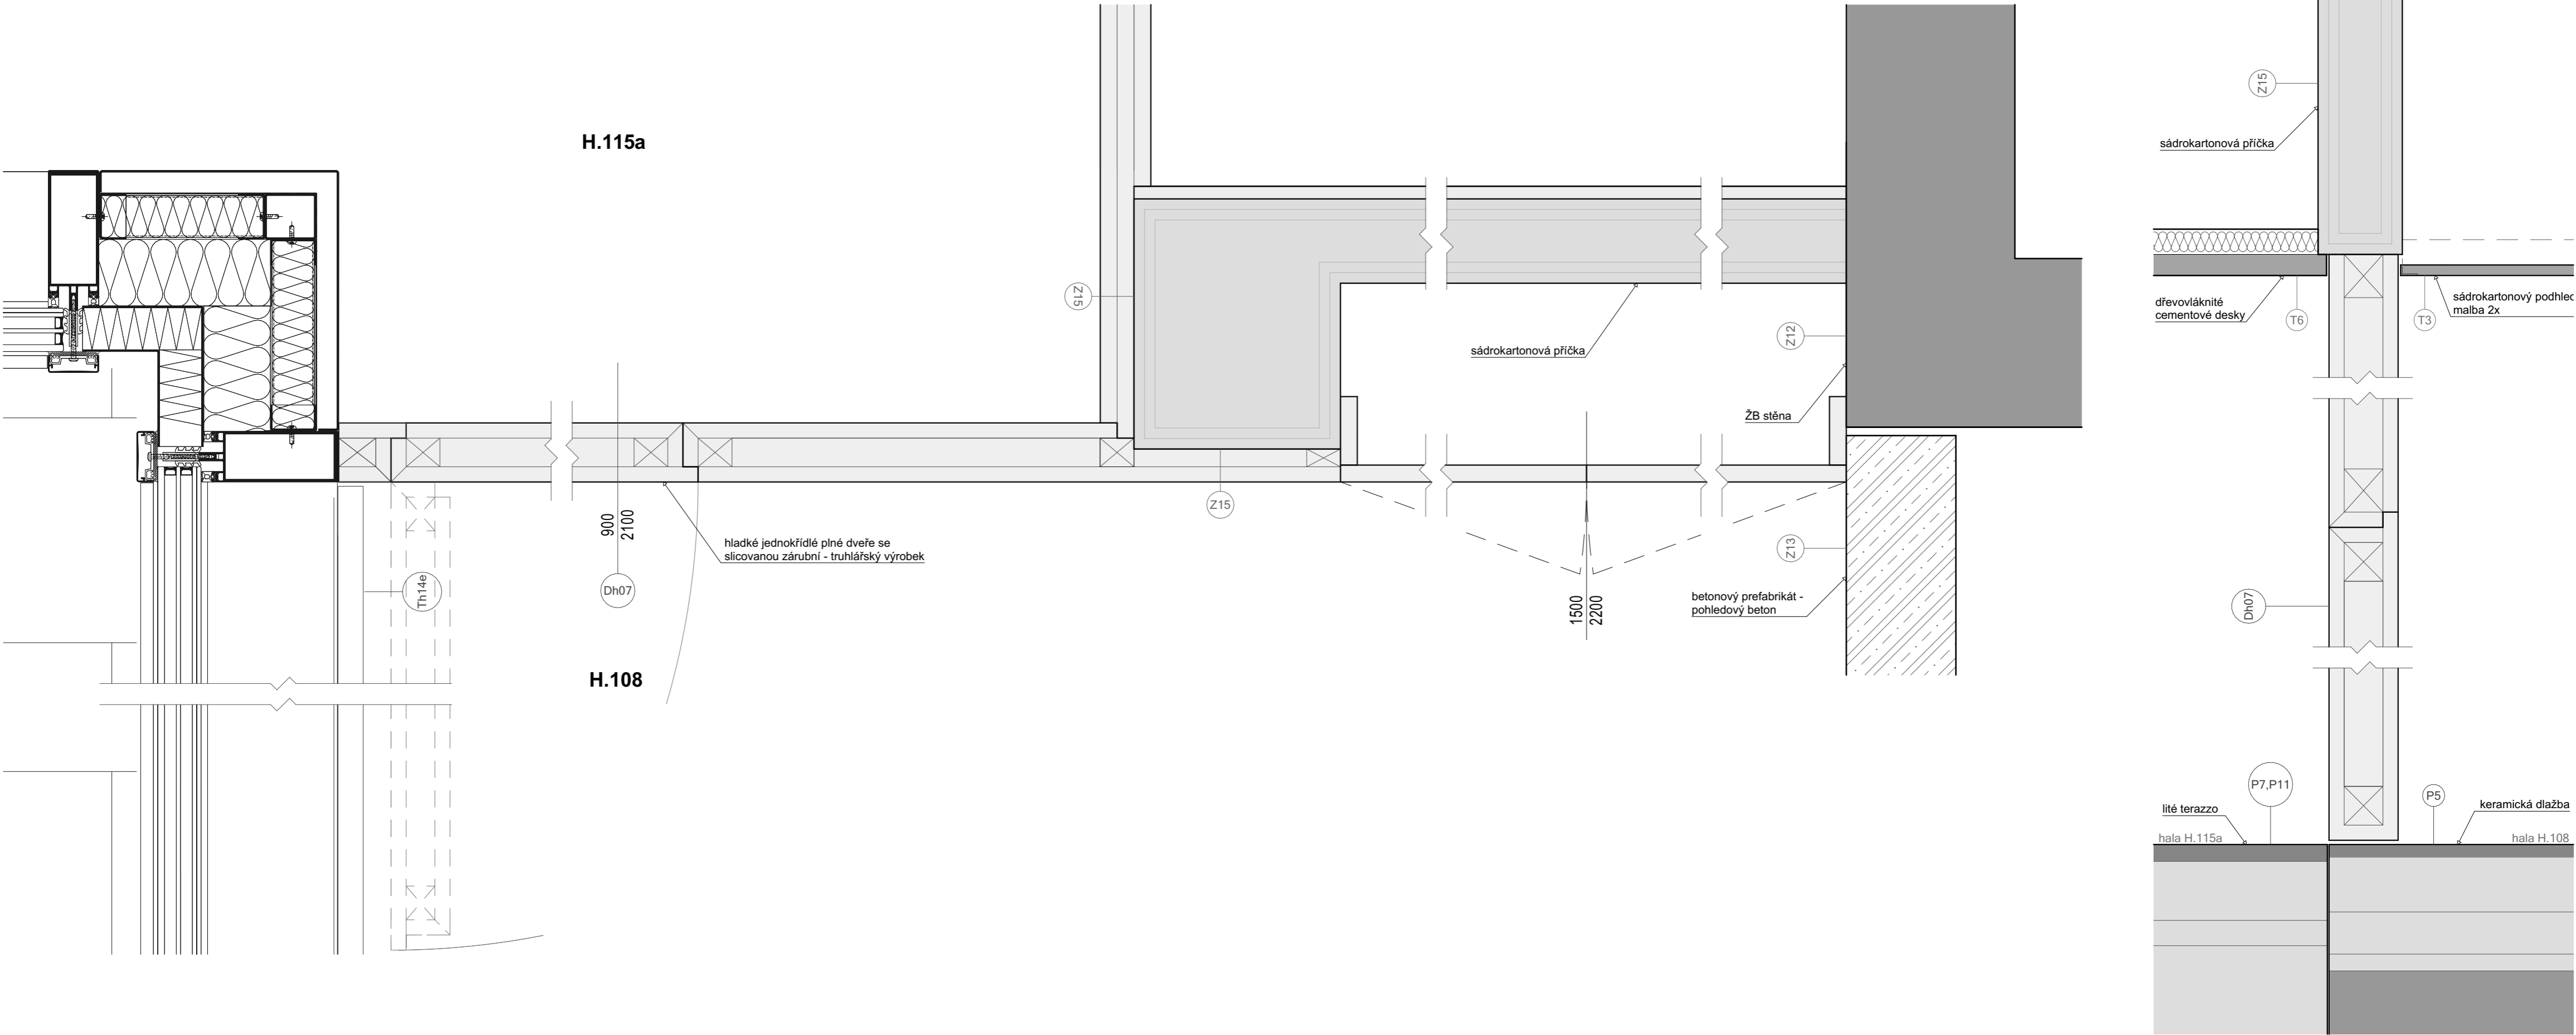 H.115a
Z15
sádrokartonová příčka
Z12
ŽB stěna
Z15
900
2100
Dh07
hladké jednokřídlé plné dveře se
slicovanou zárubní - truhlářský výrobek
Th14e
H.108
1500
2200
Z13
betonový prefabrikát -
pohledový beton
Z15
sádrokartonová příčka
dřevovláknité
cementové desky
T6
T3
sádrokartonový podhled
malba 2x
Dh07
P7,P11
lité terazzo
hala H.115a
P5
keramická dlažba
hala H.108